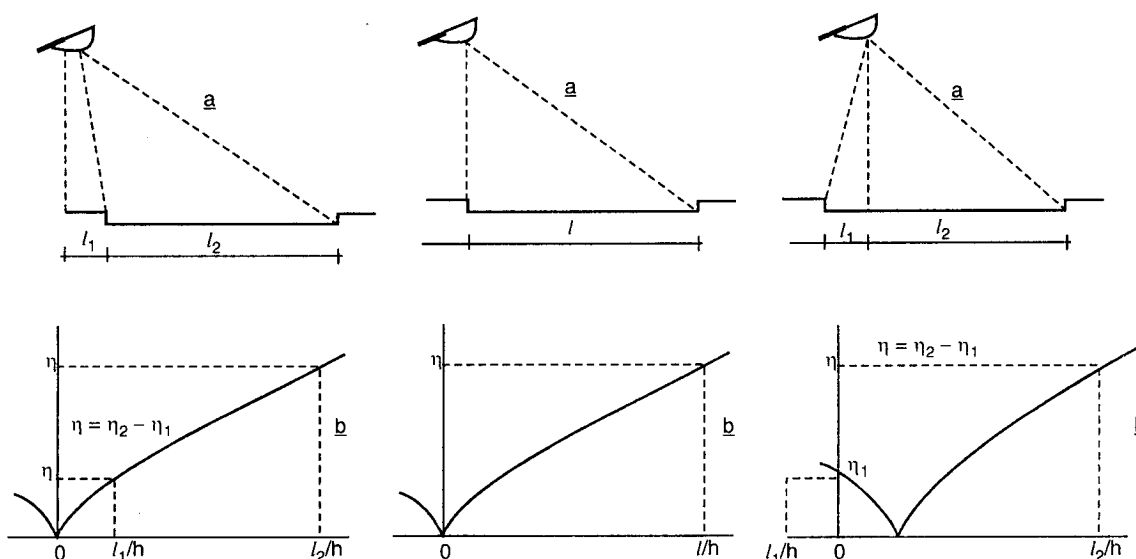 a a a
l₁ l₂ l l₁ l₂
η η η η = η₂ – η₁
η = η₂ – η₁ b b
η η₁
0 l₁/h l₂/h 0 l/h l₁/h 0 l₂/h